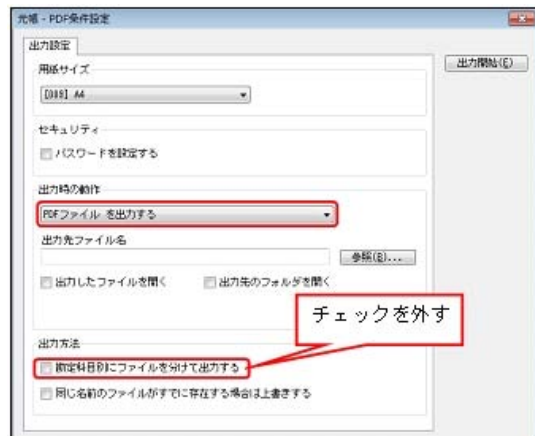 元帳 - PDF条件設定
出力設定
出力開始(E)
用紙サイズ
[009] A4
セキュリティ
パスワードを設定する
出力時の動作
PDFファイル を出力する
出力先ファイル名
参照(B)...
出力したファイルを開く
出力先のフォルダを開く
チェックを外す
出力方法
勘定科目別にファイルを分けて出力する
同じ名前のファイルがすでに存在する場合は上書きする